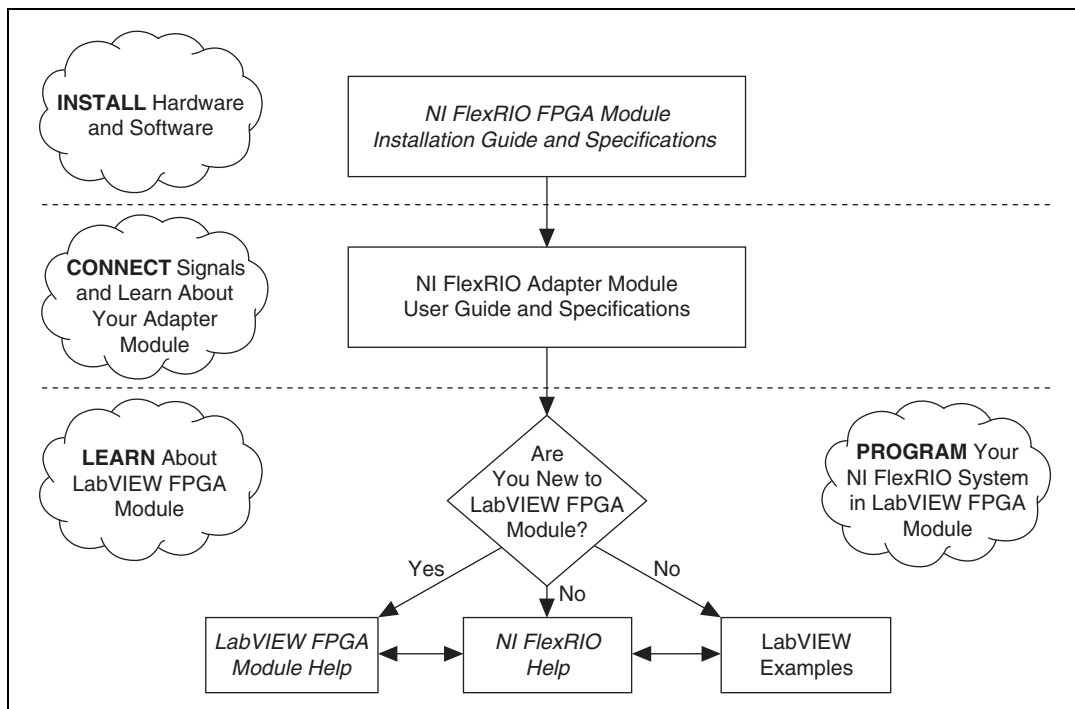 INSTALL Hardware
and Software
NI FlexRIO FPGA Module
Installation Guide and Specifications
CONNECT Signals
and Learn About
Your Adapter
Module
NI FlexRIO Adapter Module
User Guide and Specifications
LEARN About
LabVIEW FPGA
Module
Are
You New to
LabVIEW FPGA
Module?
PROGRAM Your
NI FlexRIO System
in LabVIEW FPGA
Module
Yes
No
No
LabVIEW FPGA
Module Help
NI FlexRIO
Help
LabVIEW
Examples